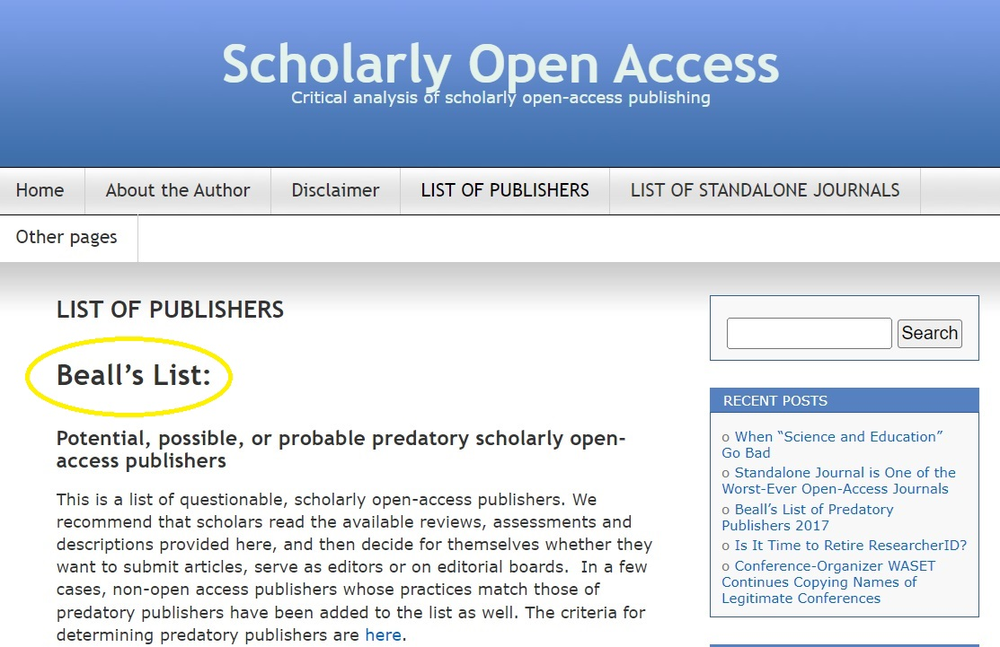 Scholarly Open Access
Critical analysis of scholarly open-access publishing
Home
About the Author
Disclaimer
LIST OF PUBLISHERS
LIST OF STANDALONE JOURNALS
Other pages
LIST OF PUBLISHERS
Beall’s List:
Potential, possible, or probable predatory scholarly open-
access publishers
This is a list of questionable, scholarly open-access publishers. We
recommend that scholars read the available reviews, assessments and
descriptions provided here, and then decide for themselves whether they
want to submit articles, serve as editors or on editorial boards.  In a few
cases, non-open access publishers whose practices match those of
predatory publishers have been added to the list as well. The criteria for
determining predatory publishers are here.
Search
RECENT POSTS
o When “Science and Education”
Go Bad
o Standalone Journal is One of the
Worst-Ever Open-Access Journals
o Beall’s List of Predatory
Publishers 2017
o Is It Time to Retire ResearcherID?
o Conference-Organizer WASET
Continues Copying Names of
Legitimate Conferences